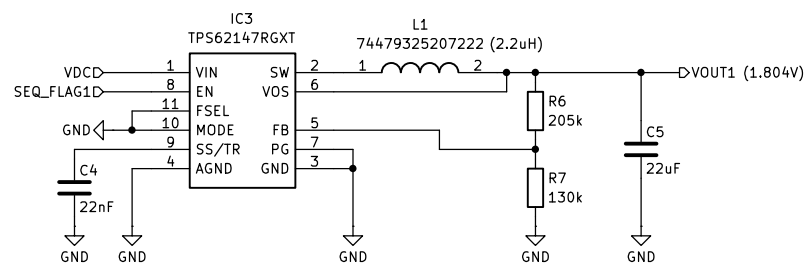 IC3
TPS62147RGXT
L1
74479325207222 (2.2uH)
VDC 1 VIN SW 2 1 2 VOUT1 (1.804V)
SEQ_FLAG1 8 EN VOS 6
11 FSEL R6
GND 10 MODE FB 5 205k
9 SS/TR PG 7 C5
C4 4 AGND GND 3 R7 22uF
22nF 130k
GND GND GND GND GND